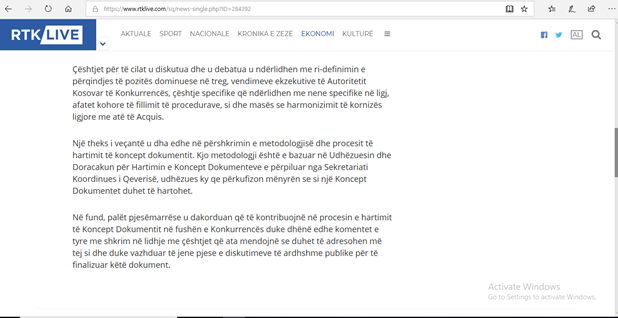 https://www.rtklive.com/sq/news-single.php?ID=284392
RTK/LIVE
AKTUALE SPORT NACIONALE KRONIKA E ZEZË EKONOMI KULTURË
AL
Çështjet për të cilat u diskutua dhe u debatua u ndërlidhen me ri-definimin e
përqindjes të pozitës dominuese në treg, vendimeve ekzekutive të Autoritetit
Kosovar të Konkurrencës, çështje specifike që ndërlidhen me nene specifike në ligj,
afatet kohore të fillimit të procedurave, si dhe masës se harmonizimit të kornizës
ligjore me atë të Acquis.
Një theks i veçantë u dha edhe në përshkrimin e metodologjisë dhe procesit të
hartimit të koncept dokumentit. Kjo metodologji është e bazuar në Udhëzuesin dhe
Doracakun për Hartimin e Koncept Dokumenteve e përpiluar nga Sekretariati
Koordinues i Qeverisë, udhëzues ky qe përkufizon mënyrën se si një Koncept
Dokumentet duhet të hartohet.
Në fund, palët pjesëmarrëse u dakorduan që të kontribuojnë në procesin e hartimit
të Koncept Dokumentit në fushën e Konkurrencës duke dhënë edhe komentet e
tyre me shkrim në lidhje me çështjet që ata mendojnë se duhet të adresohen më
tej si dhe duke vazhduar të jene pjese e diskutimeve të ardhshme publike për të
finalizuar këtë dokument.
Activate Windows
Go to Settings to activate Windows.